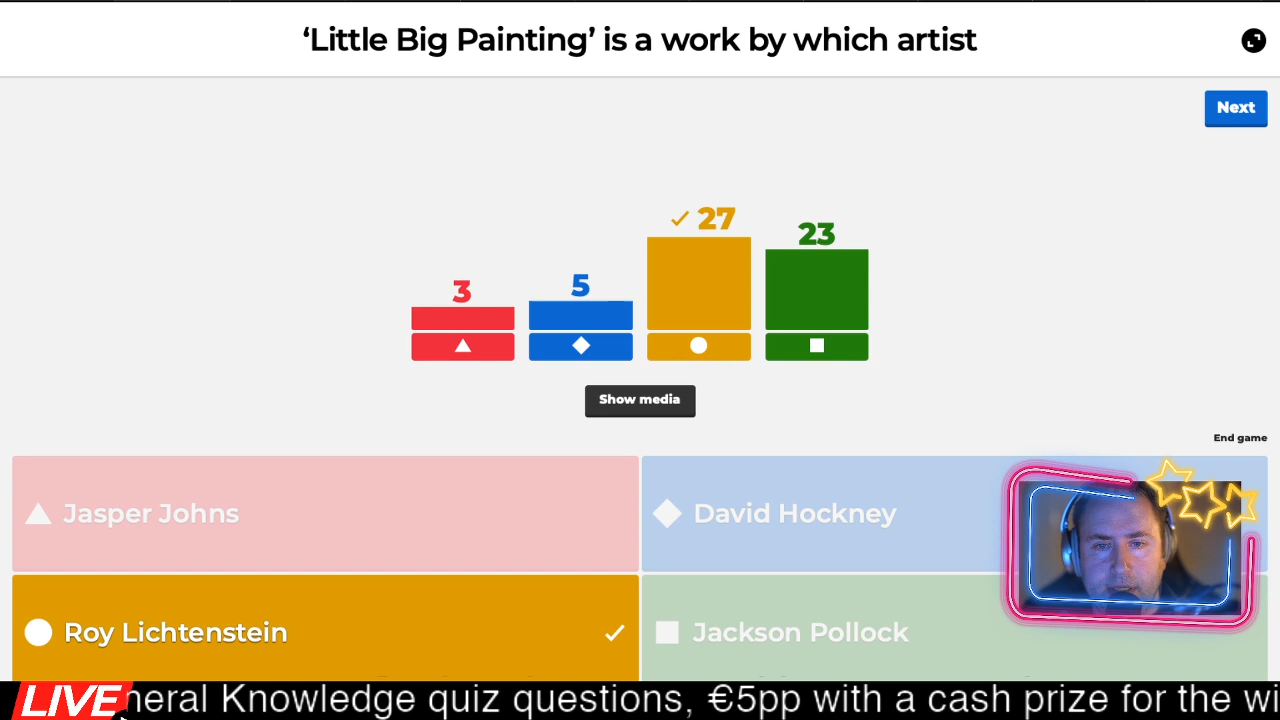 ‘Little Big Painting’ is a work by which artist
Next
3
5
27
23
Show media
End game
Jasper Johns
David Hockney
Roy Lichtenstein
Jackson Pollock
LIVE
neral Knowledge quiz questions, €5pp with a cash prize for the wi